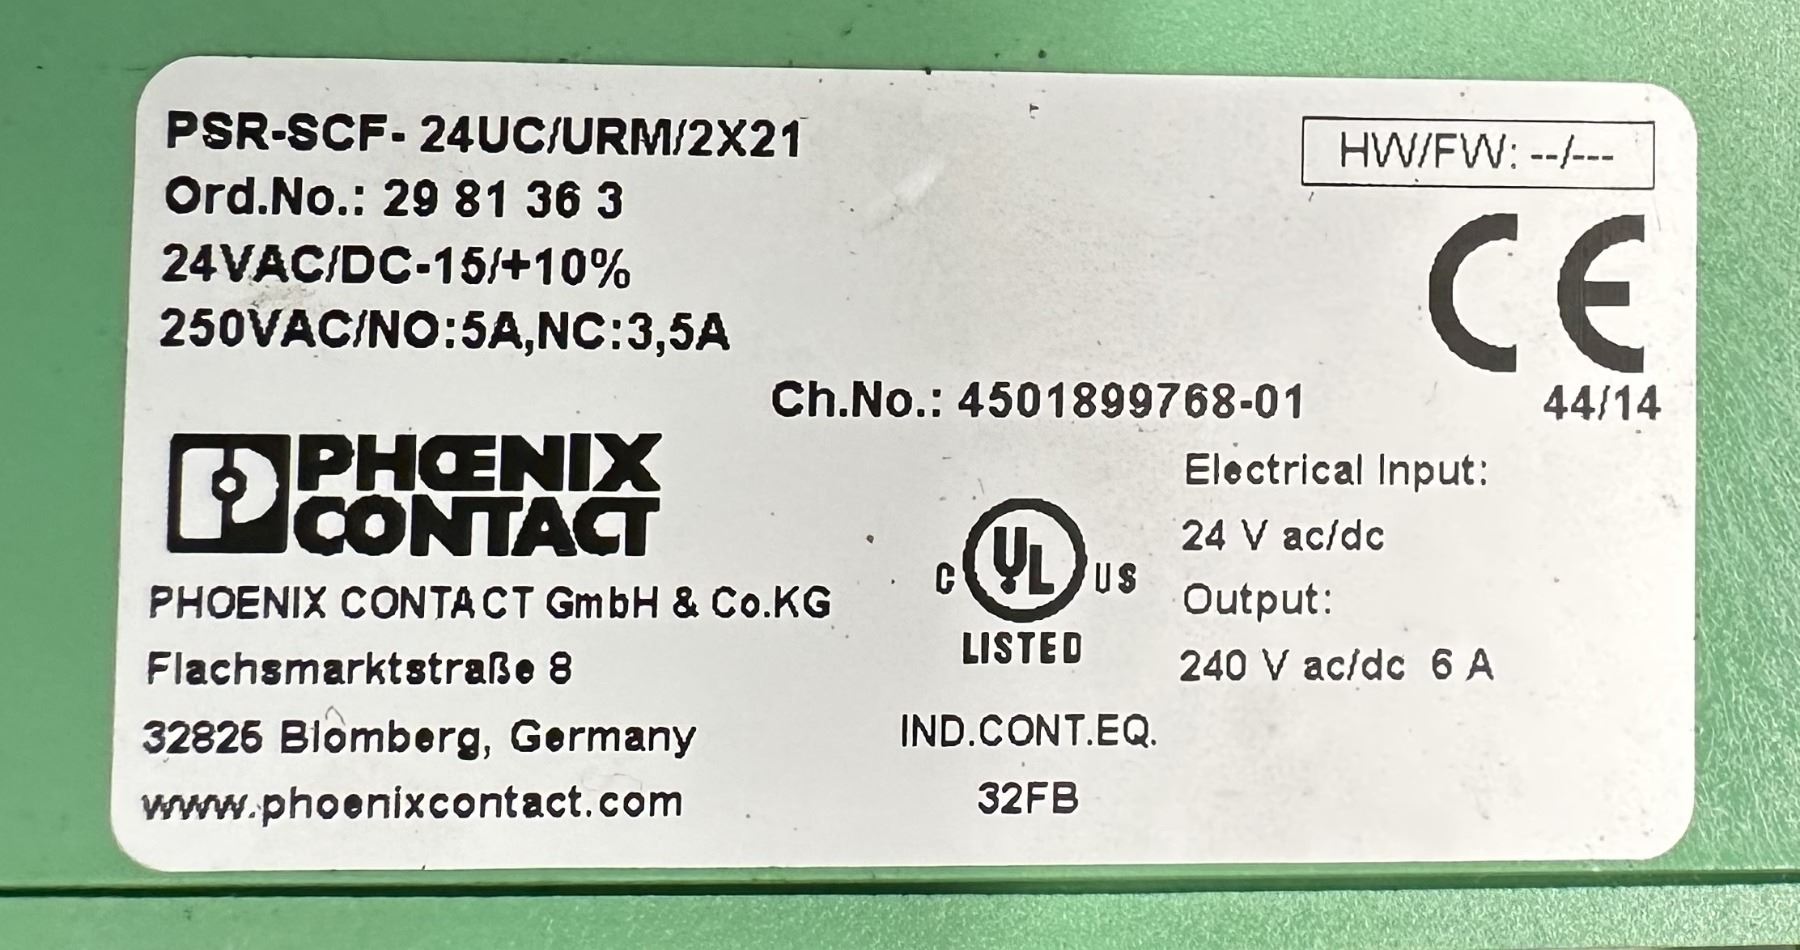 PSR-SCF- 24UC/URM/2X21
HW/FW: --/---
Ord.No.: 29 81 36 3
24VAC/DC-15/+10%
250VAC/NO:5A,NC:3,5A
CE
Ch.No.: 4501899768-01
44/14
PHŒNIX
CONTACT
PHOENIX CONTACT GmbH & Co.KG
Flachsmarktstraße 8
32825 Blomberg, Germany
www.phoenixcontact.com
C UL US
LISTED
IND.CONT.EQ.
32FB
Electrical Input:
24 V ac/dc
Output:
240 V ac/dc 6 A